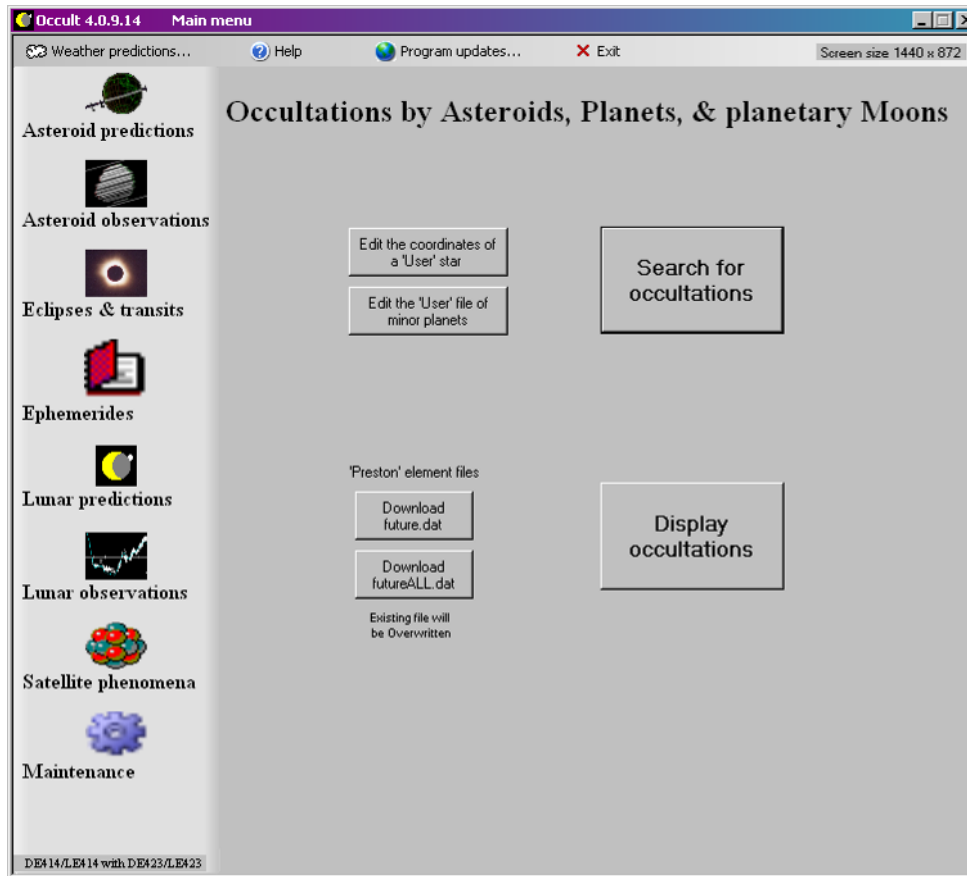 Occult 4.0.9.14 Main menu
Weather predictions... Help Program updates... Exit Screen size 1440 x 872
Asteroid predictions
Asteroid observations
Eclipses & transits
Ephemerides
Lunar predictions
Lunar observations
Satellite phenomena
Maintenance
DE414/LE414 with DE423/LE423
Occultations by Asteroids, Planets, & planetary Moons
Edit the coordinates of
a 'User' star
Edit the 'User' file of
minor planets
Search for
occultations
'Preston' element files
Download
future.dat
Download
futureALL.dat
Existing file will
be Overwritten
Display
occultations